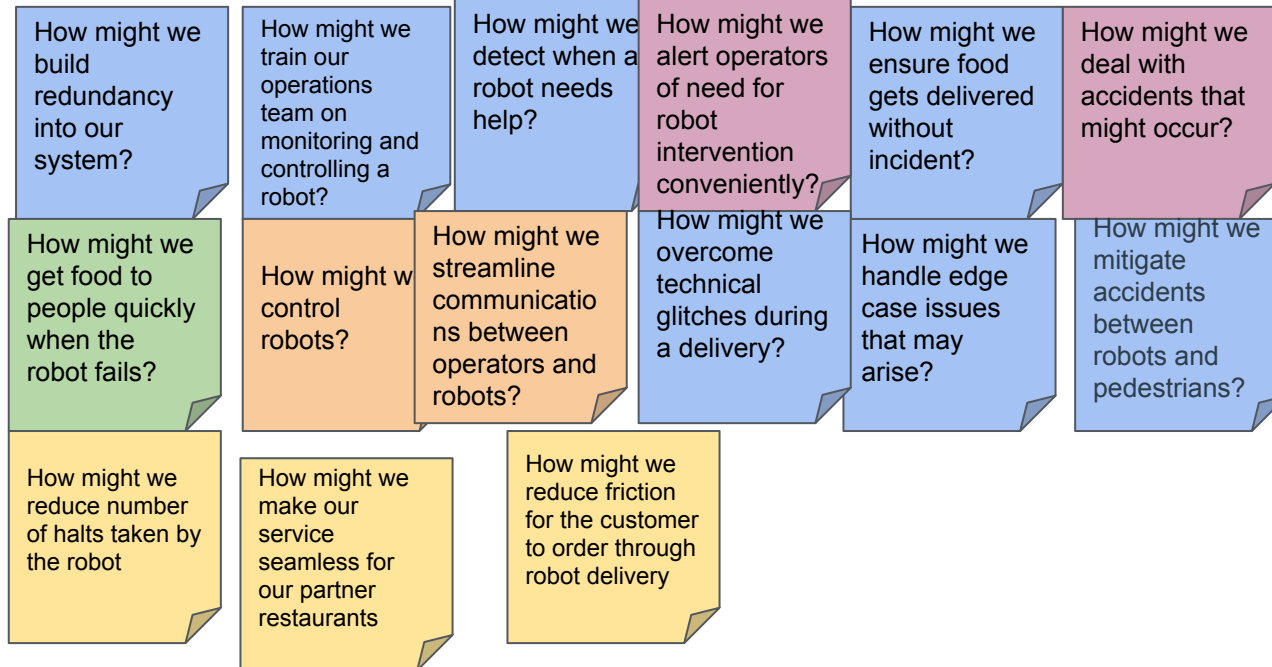 How might we
build
redundancy
into our
system?
How might we
train our
operations
team on
monitoring and
controlling a
robot?
How might we
detect when a
robot needs
help?
How might we
alert operators
of need for
robot
intervention
conveniently?
How might we
ensure food
gets delivered
without
incident?
How might we
deal with
accidents that
might occur?
How might we
get food to
people quickly
when the
robot fails?
How might w
control
robots?
How might we
streamline
communicatio
ns between
operators and
robots?
How might we
overcome
technical
glitches during
a delivery?
How might we
handle edge
case issues
that may
arise?
How might we
mitigate
accidents
between
robots and
pedestrians?
How might we
reduce number
of halts taken by
the robot
How might we
make our
service
seamless for
our partner
restaurants
How might we
reduce friction
for the customer
to order through
robot delivery